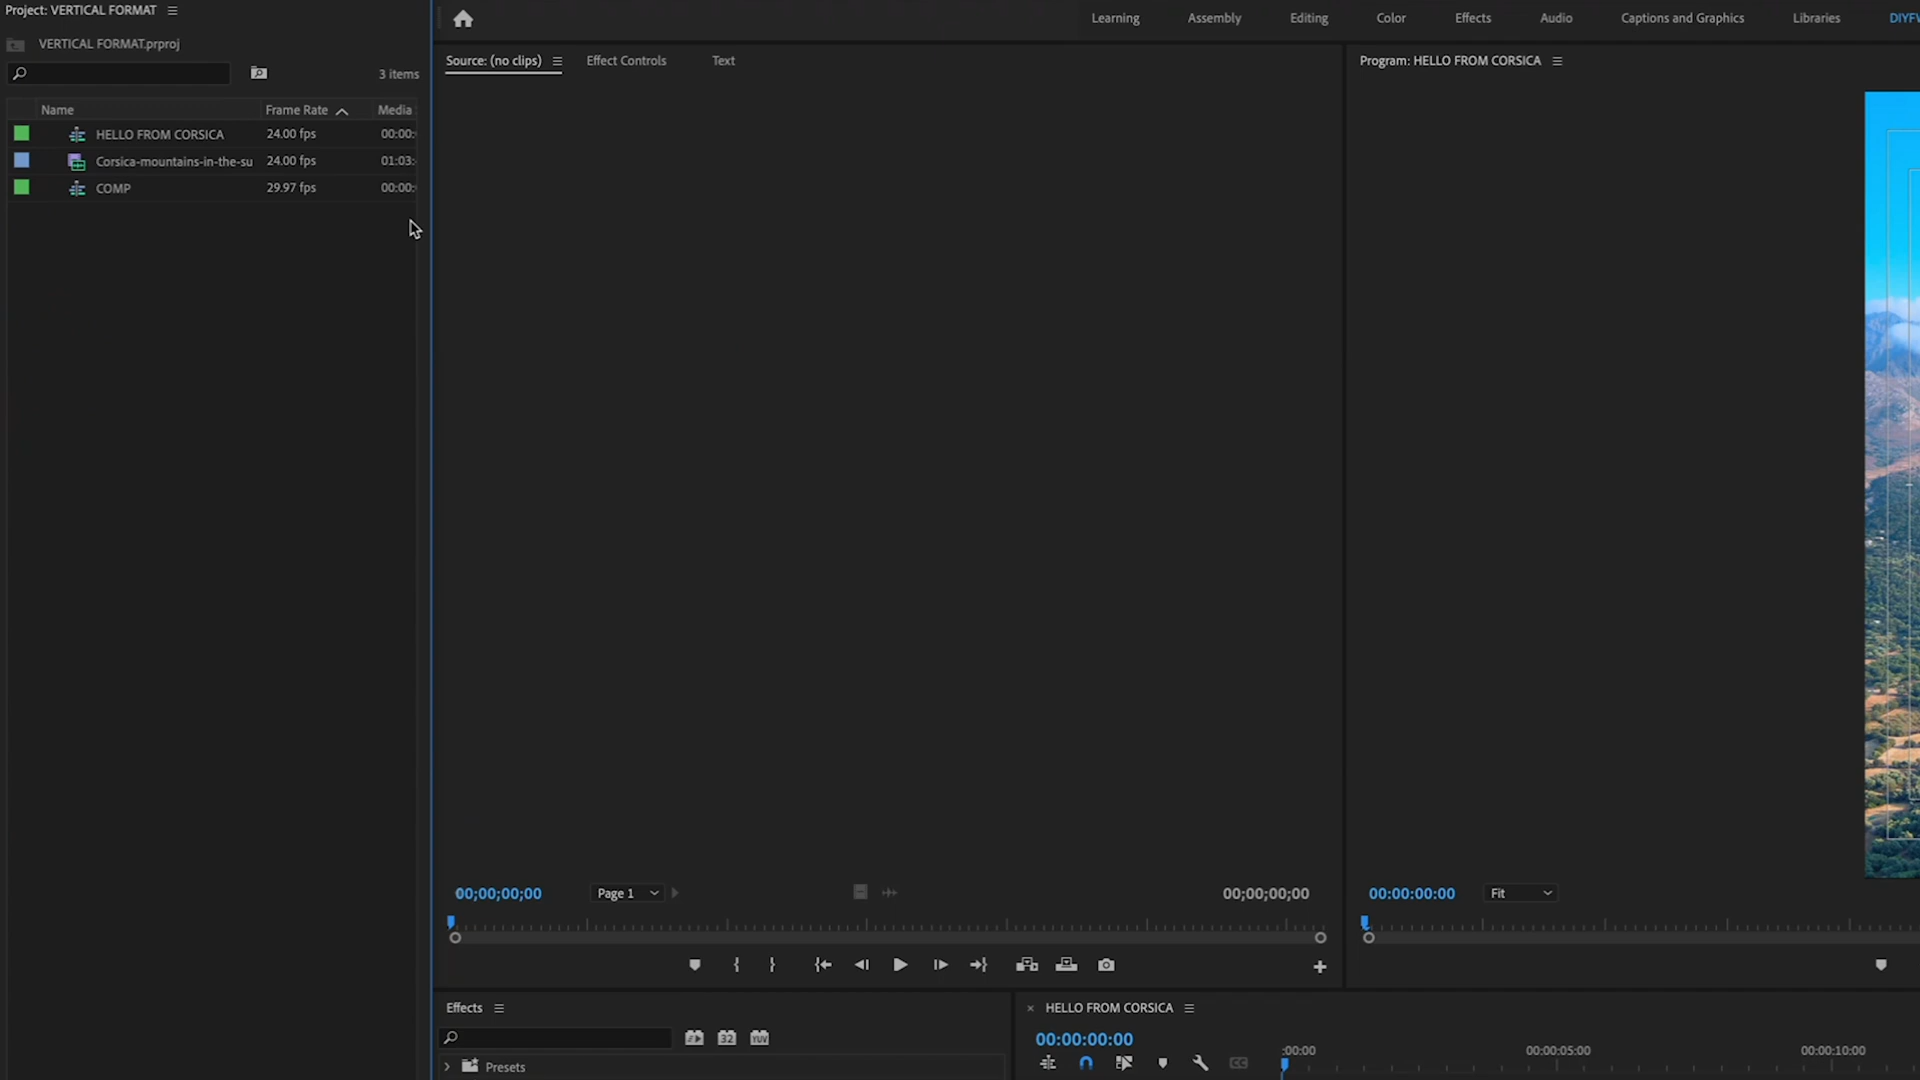 Project: VERTICAL FORMAT
VERTICAL FORMAT.prproj
3 items
Name Frame Rate Media
HELLO FROM CORSICA 24.00 fps 00:00:
Corsica-mountains-in-the-su 24.00 fps 01:03:
COMP 29.97 fps 00:00:
Learning Assembly Editing Color Effects Audio Captions and Graphics Libraries
Source: (no clips) Effect Controls Text
Program: HELLO FROM CORSICA
00;00;00;00 Page 1 00;00;00;00
00:00:00:00 Fit
Effects
32 YUV
Presets
HELLO FROM CORSICA
00:00:00:00
CC
:00:00 00:00:05:00 00:00:10:00